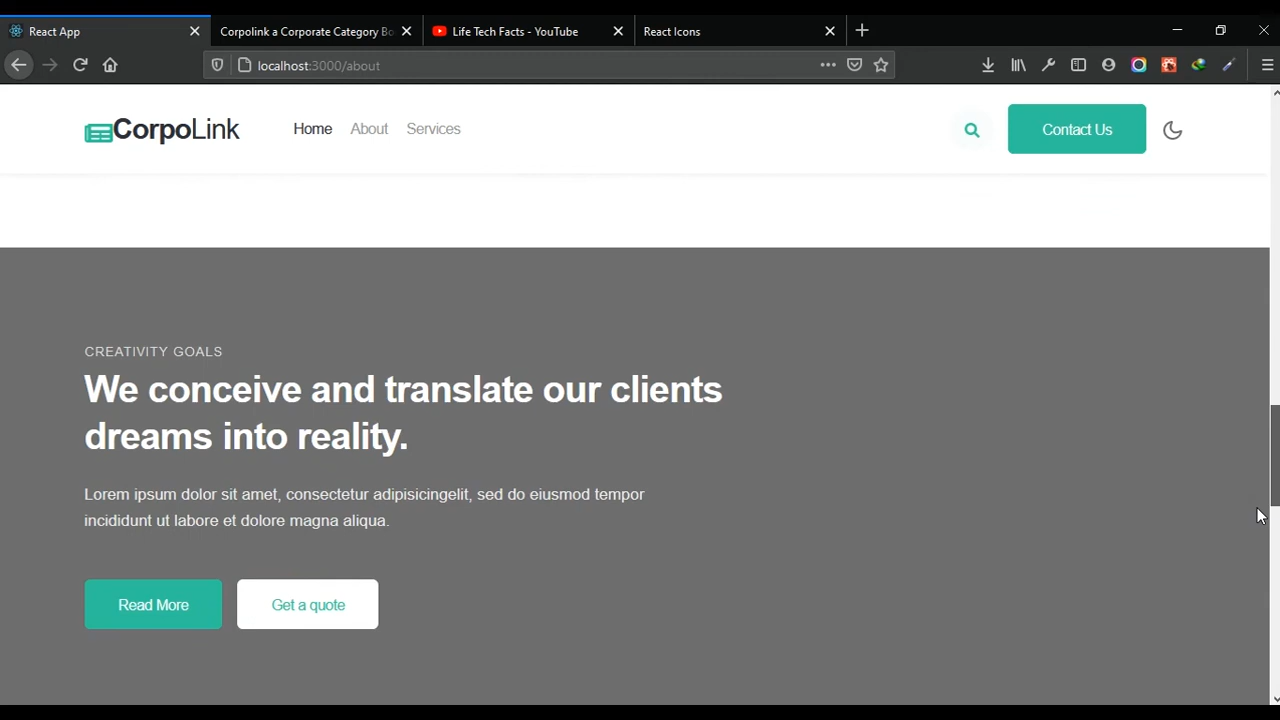 React App
Corpolink a Corporate Category Bo
Life Tech Facts - YouTube
React Icons
localhost:3000/about
CorpoLink
Home
About
Services
Contact Us
CREATIVITY GOALS
We conceive and translate our clients
dreams into reality.
Lorem ipsum dolor sit amet, consectetur adipisicingelit, sed do eiusmod tempor
incididunt ut labore et dolore magna aliqua.
Read More
Get a quote